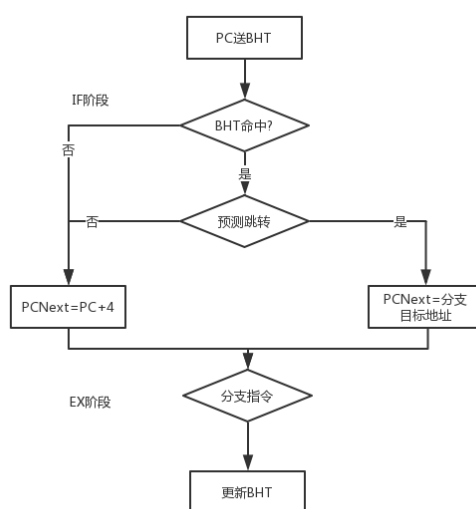 PC送BHT
IF阶段
BHT命中?
否
是
否
预测跳转
是
PCNext=PC+4
PCNext=分支
目标地址
EX阶段
分支指令
更新BHT